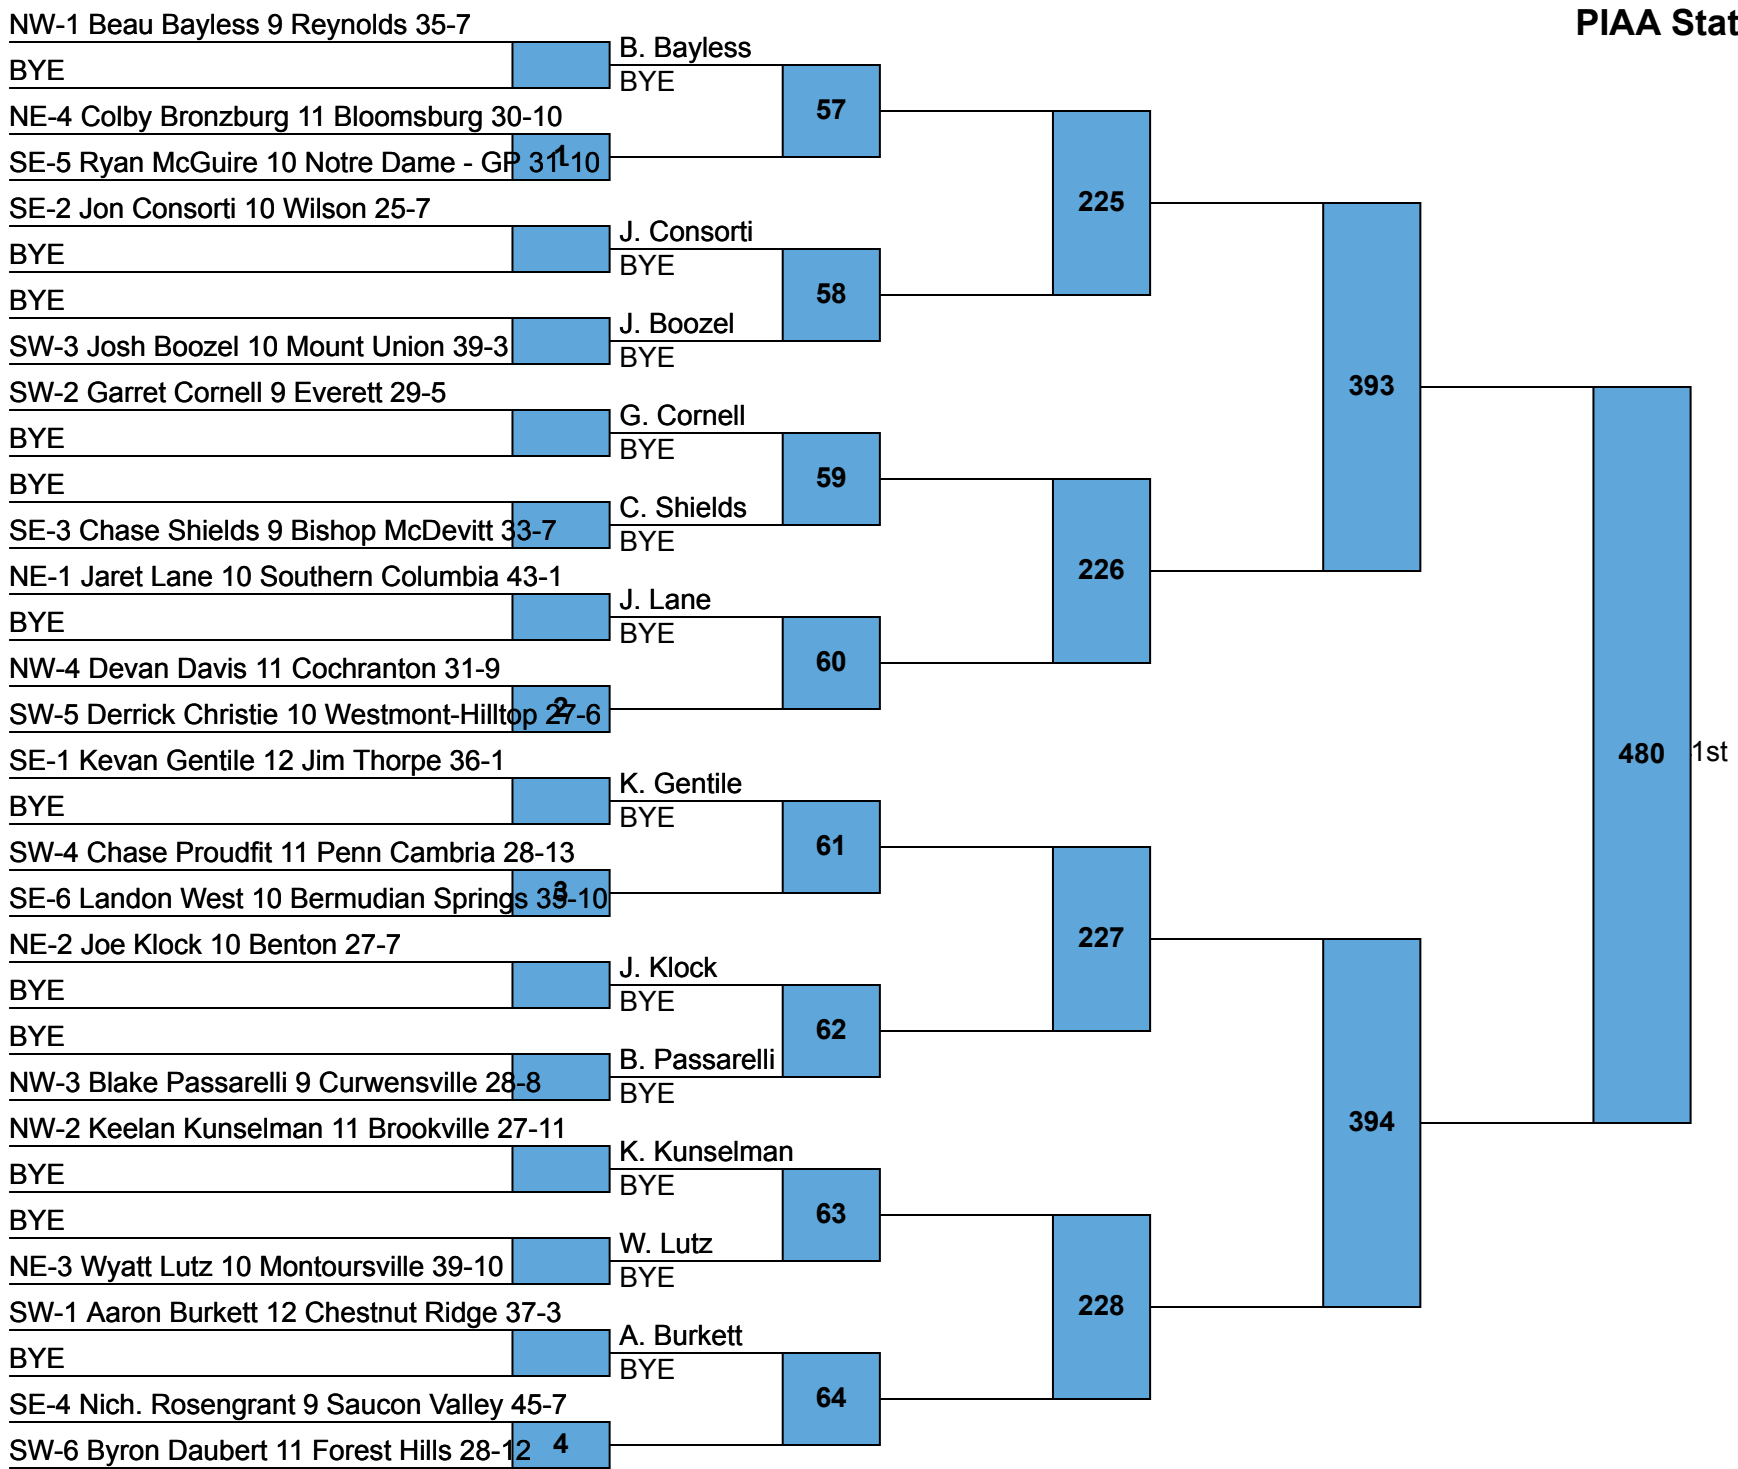 PIAA Stat
NW-1 Beau Bayless 9 Reynolds 35-7
BYE
B. Bayless
BYE
57
NE-4 Colby Bronzburg 11 Bloomsburg 30-10
1
SE-5 Ryan McGuire 10 Notre Dame - GP 31-10
225
SE-2 Jon Consorti 10 Wilson 25-7
BYE
J. Consorti
BYE
58
BYE
SW-3 Josh Boozel 10 Mount Union 39-3
J. Boozel
BYE
393
SW-2 Garret Cornell 9 Everett 29-5
BYE
G. Cornell
BYE
59
BYE
SE-3 Chase Shields 9 Bishop McDevitt 33-7
C. Shields
BYE
226
NE-1 Jaret Lane 10 Southern Columbia 43-1
BYE
J. Lane
BYE
60
NW-4 Devan Davis 11 Cochranton 31-9
2
SW-5 Derrick Christie 10 Westmont-Hilltop 27-6
480
1st
SE-1 Kevan Gentile 12 Jim Thorpe 36-1
BYE
K. Gentile
BYE
61
SW-4 Chase Proudfit 11 Penn Cambria 28-13
3
SE-6 Landon West 10 Bermudian Springs 35-10
227
NE-2 Joe Klock 10 Benton 27-7
BYE
J. Klock
BYE
62
BYE
NW-3 Blake Passarelli 9 Curwensville 28-8
B. Passarelli
BYE
394
NW-2 Keelan Kunselman 11 Brookville 27-11
BYE
K. Kunselman
BYE
63
BYE
NE-3 Wyatt Lutz 10 Montoursville 39-10
W. Lutz
BYE
228
SW-1 Aaron Burkett 12 Chestnut Ridge 37-3
BYE
A. Burkett
BYE
64
SE-4 Nich. Rosengrant 9 Saucon Valley 45-7
4
SW-6 Byron Daubert 11 Forest Hills 28-12